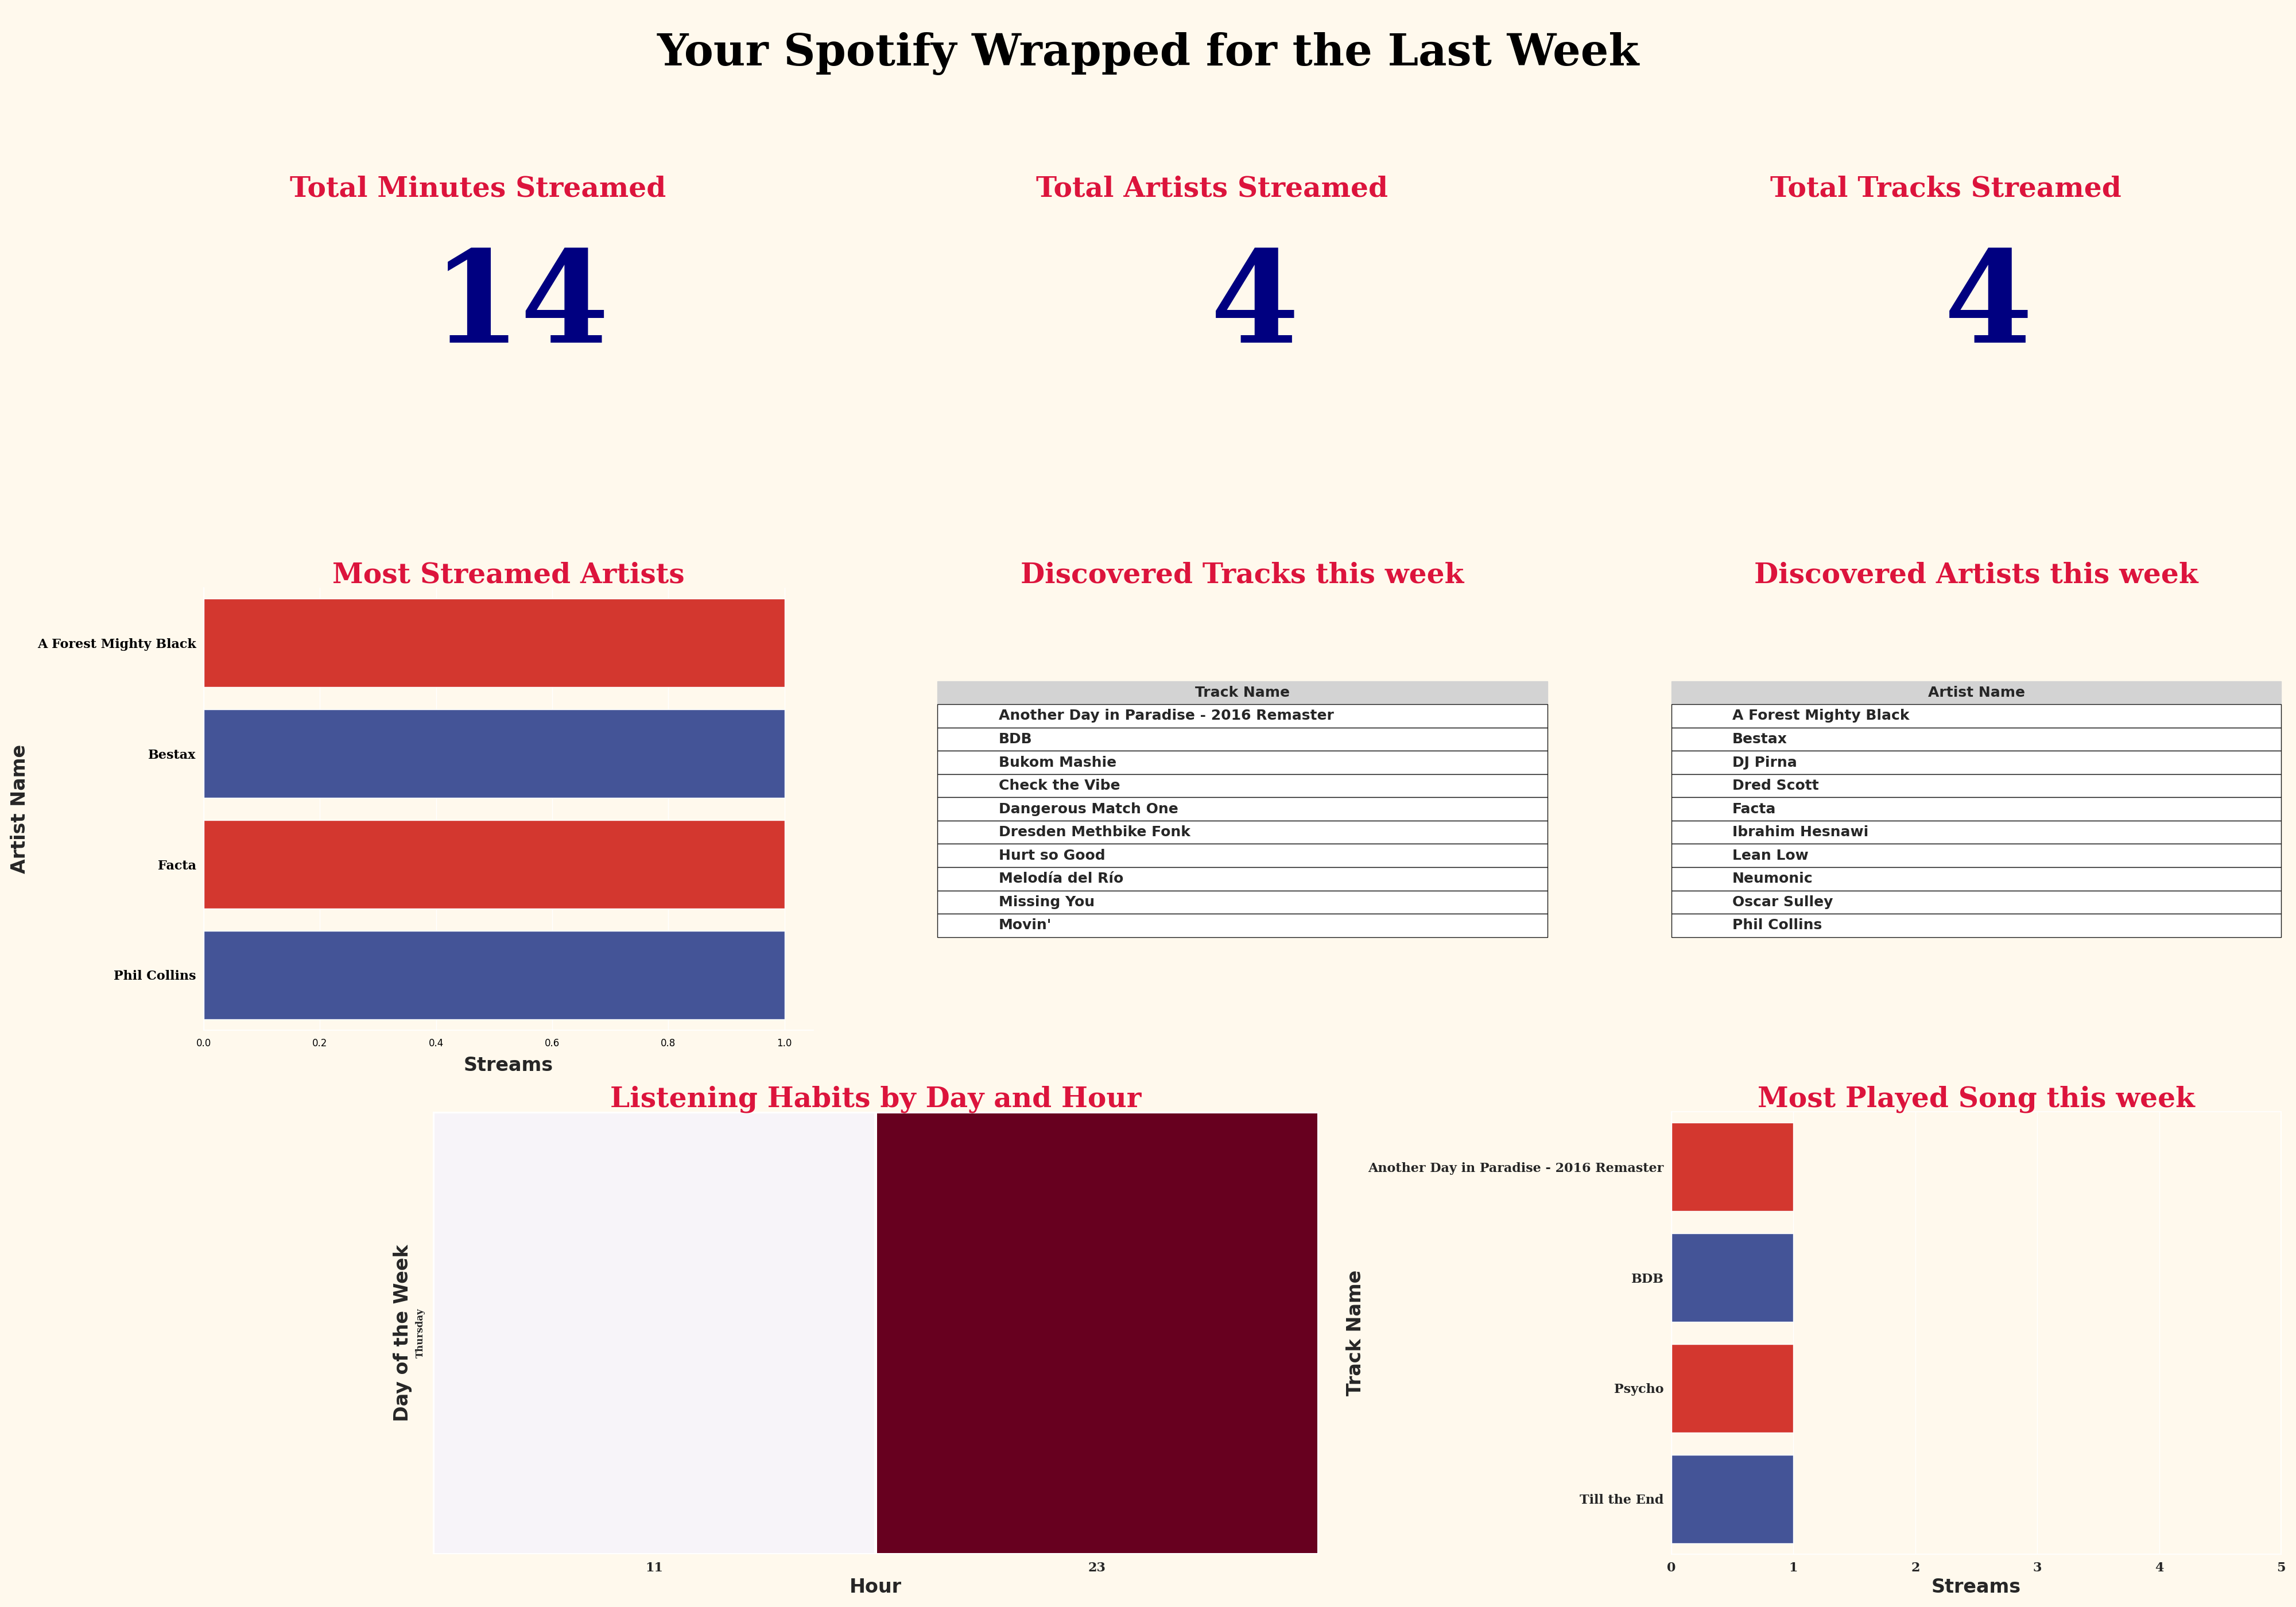 Your Spotify Wrapped for the Last Week
Total Minutes Streamed
14
Total Artists Streamed
4
Total Tracks Streamed
4
Most Streamed Artists
Artist Name
A Forest Mighty Black
Bestax
Facta
Phil Collins
0.0 0.2 0.4 0.6 0.8 1.0
Streams
Discovered Tracks this week
Track Name
Another Day in Paradise - 2016 Remaster
BDB
Bukom Mashie
Check the Vibe
Dangerous Match One
Dresden Methbike Fonk
Hurt so Good
Melodía del Río
Missing You
Movin'
Discovered Artists this week
Artist Name
A Forest Mighty Black
Bestax
DJ Pirna
Dred Scott
Facta
Ibrahim Hesnawi
Lean Low
Neumonic
Oscar Sulley
Phil Collins
Listening Habits by Day and Hour
Day of the Week
Thursday
11 23
Hour
Most Played Song this week
Track Name
Another Day in Paradise - 2016 Remaster
BDB
Psycho
Till the End
0 1 2 3 4 5
Streams